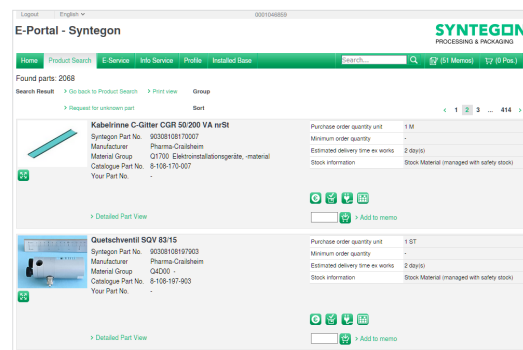 Logout English 0001046859
E-Portal - Syntegon
SYNTEGON
PROCESSING & PACKAGING
Home Product Search E-Service Info Service Profile Installed Base Search... (51 Memos) (0 Pos.)
Found parts: 2068
Search Result > Go back to Product Search > Print view Group
> Request for unknown part Sort
< 1 2 3 ... 414 >
Kabelrinne C-Gitter CGR 50/200 VA nrSt
Syntegon Part No. 90308108170007
Manufacturer Pharma-Crailsheim
Material Group Q1700 Elektroinstallationsgeräte, -material
Catalogue Part No. 8-108-170-007
Your Part No. -
> Detailed Part View
Purchase order quantity unit 1 M
Minimum order quantity -
Estimated delivery time ex works 2 day(s)
Stock information Stock Material (managed with safety stock)
> Add to memo
Quetschventil SQV 83/15
Syntegon Part No. 90308108197903
Manufacturer Pharma-Crailsheim
Material Group Q4D00 -
Catalogue Part No. 8-108-197-903
Your Part No. -
> Detailed Part View
Purchase order quantity unit 1 ST
Minimum order quantity -
Estimated delivery time ex works 2 day(s)
Stock information Stock Material (managed with safety stock)
> Add to memo